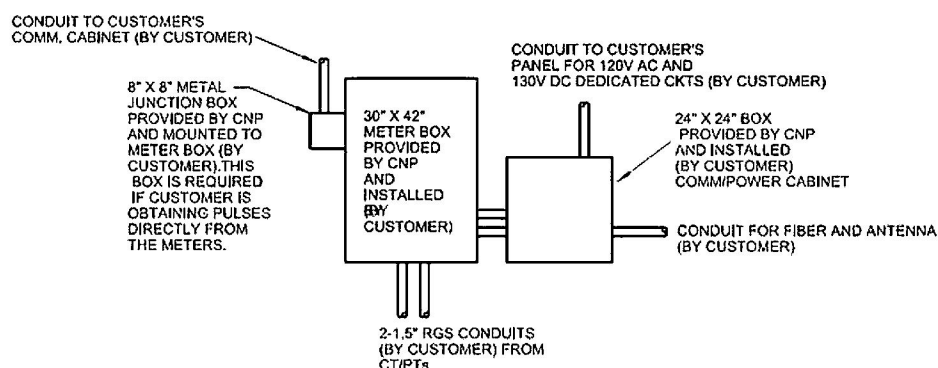 CONDUIT TO CUSTOMER'S
COMM. CABINET (BY CUSTOMER)
8" X 8" METAL
JUNCTION BOX
PROVIDED BY CNP
AND MOUNTED TO
METER BOX (BY
CUSTOMER).THIS
BOX IS REQUIRED
IF CUSTOMER IS
OBTAINING PULSES
DIRECTLY FROM
THE METERS.
30" X 42"
METER BOX
PROVIDED
BY CNP
AND
INSTALLED
(BY
CUSTOMER)
CONDUIT TO CUSTOMER'S
PANEL FOR 120V AC AND
130V DC DEDICATED CKTS (BY CUSTOMER)
24" X 24" BOX
PROVIDED BY CNP
AND INSTALLED
(BY CUSTOMER)
COMM/POWER CABINET
CONDUIT FOR FIBER AND ANTENNA
(BY CUSTOMER)
2-1,5" RGS CONDUITS
(BY CUSTOMER) FROM
CT/PTs